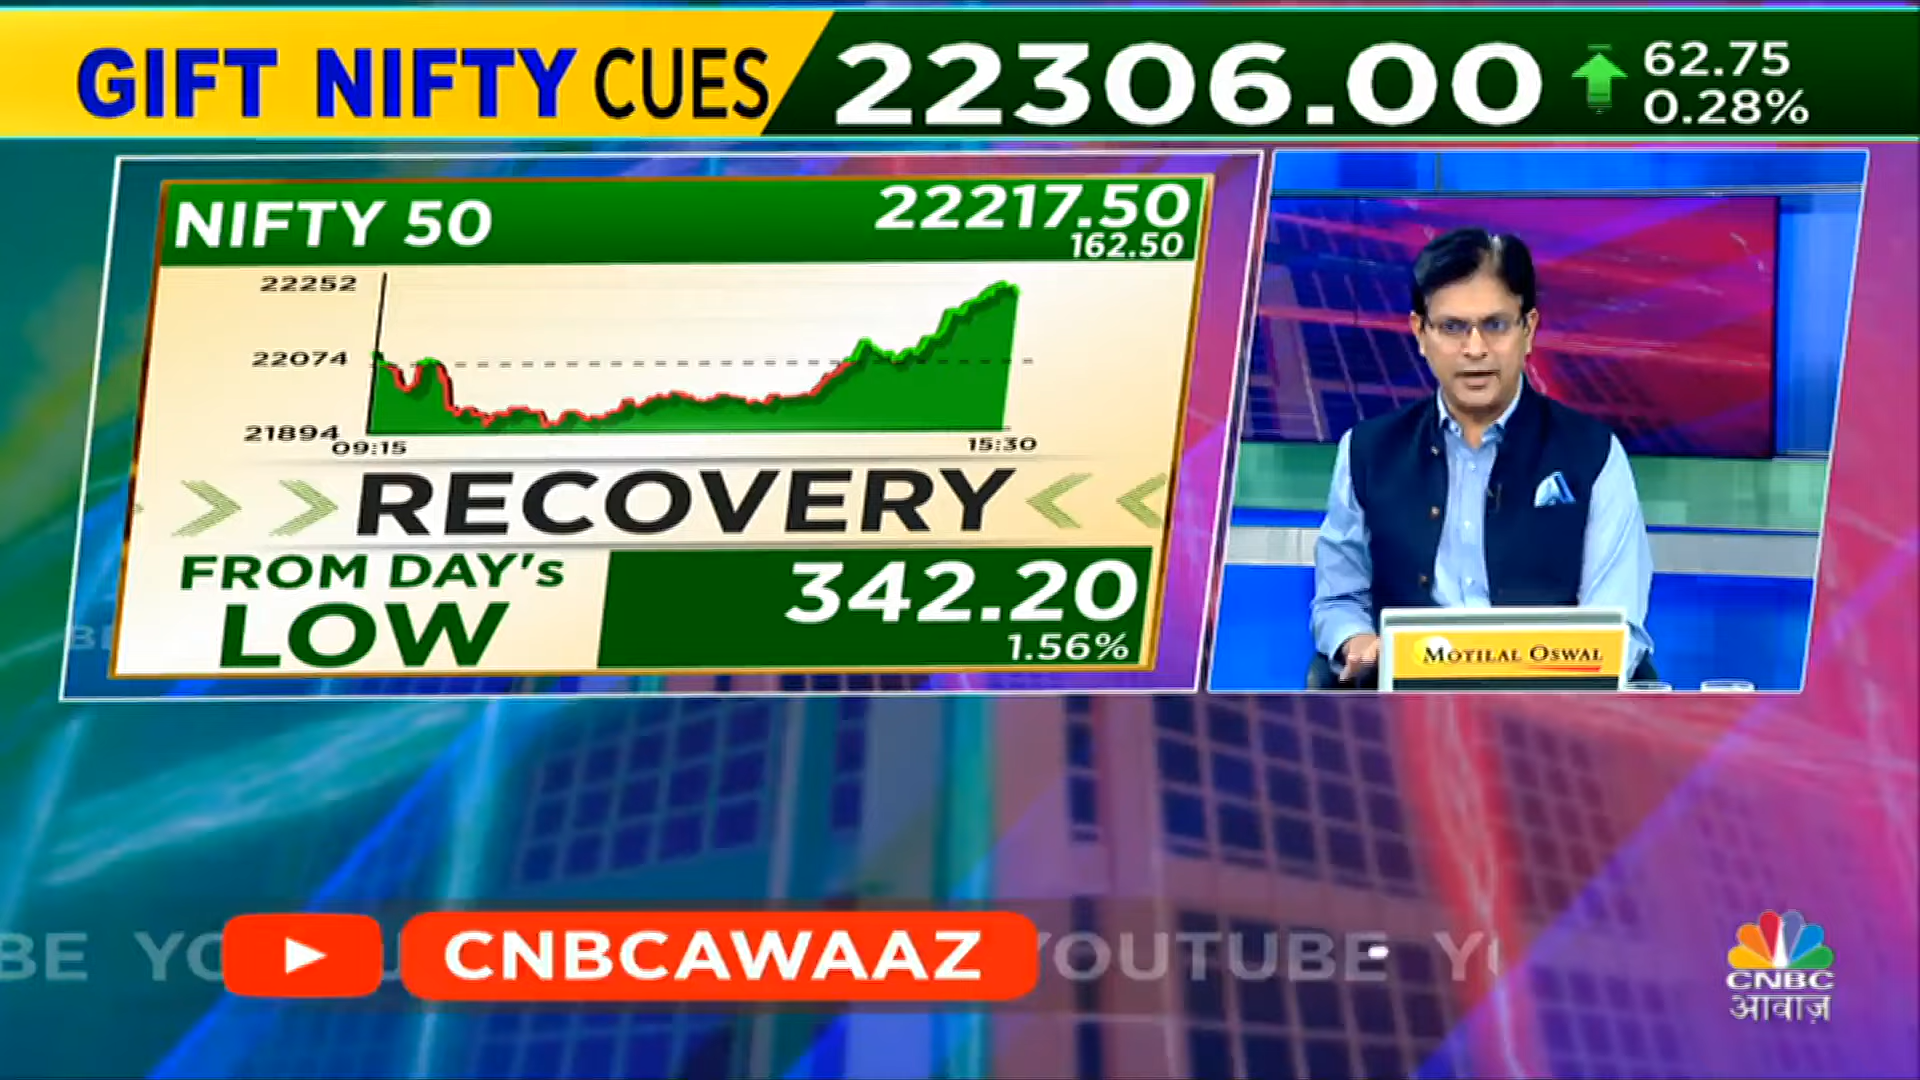 GIFT NIFTY CUES 22306.00 62.75
0.28%
NIFTY 50 22217.50
162.50
22252
22074
21894
09:15 15:30
RECOVERY
FROM DAY's
LOW
342.20
1.56%
MOTILAL OSWAL
CNBCAWAAZ
YOUTUBE
CNBC
आवाज़